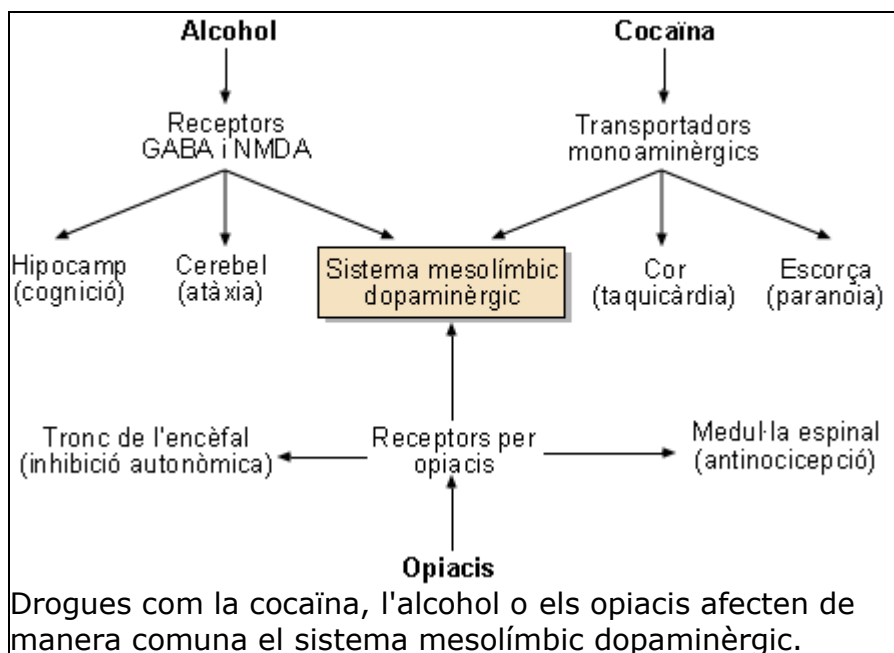 Alcohol
Cocaïna
Receptors
GABA i NMDA
Transportadors
monoaminèrgics
Hipocamp
(cognició)
Cerebel
(atàxia)
Sistema mesolímbic
dopaminèrgic
Cor
(taquicàrdia)
Escorça
(paranoia)
Tronc de l'encèfal
(inhibició autonòmica)
Receptors per
opiacis
Medul·la espinal
(antinocicepció)
Opiacis
Drogues com la cocaïna, l'alcohol o els opiacis afecten de
manera comuna el sistema mesolímbic dopaminèrgic.